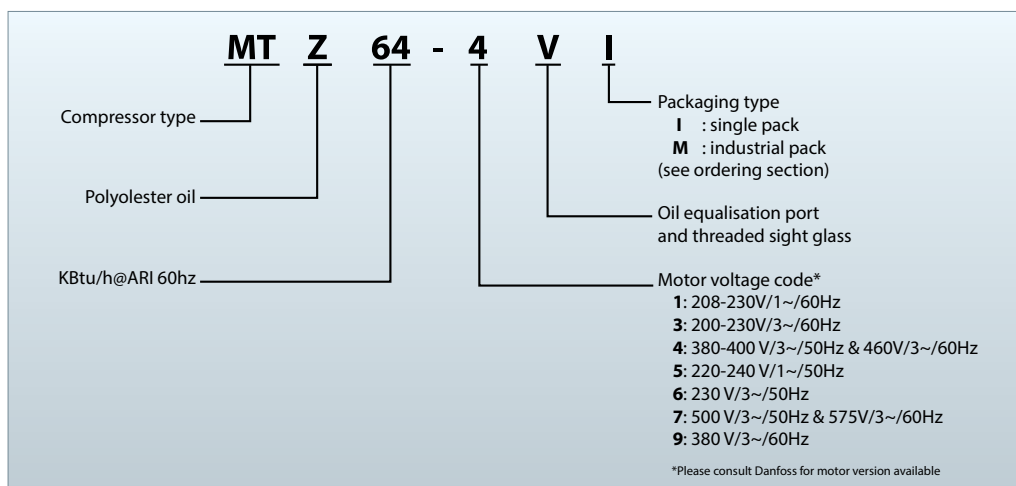 MT Z 64 - 4 V I
Compressor type
Polyolester oil
KBtu/h@ARI 60hz
Packaging type
I : single pack
M : industrial pack
(see ordering section)
Oil equalisation port
and threaded sight glass
Motor voltage code*
1: 208-230V/1~/60Hz
3: 200-230V/3~/60Hz
4: 380-400 V/3~/50Hz & 460V/3~/60Hz
5: 220-240 V/1~/50Hz
6: 230 V/3~/50Hz
7: 500 V/3~/50Hz & 575V/3~/60Hz
9: 380 V/3~/60Hz
*Please consult Danfoss for motor version available